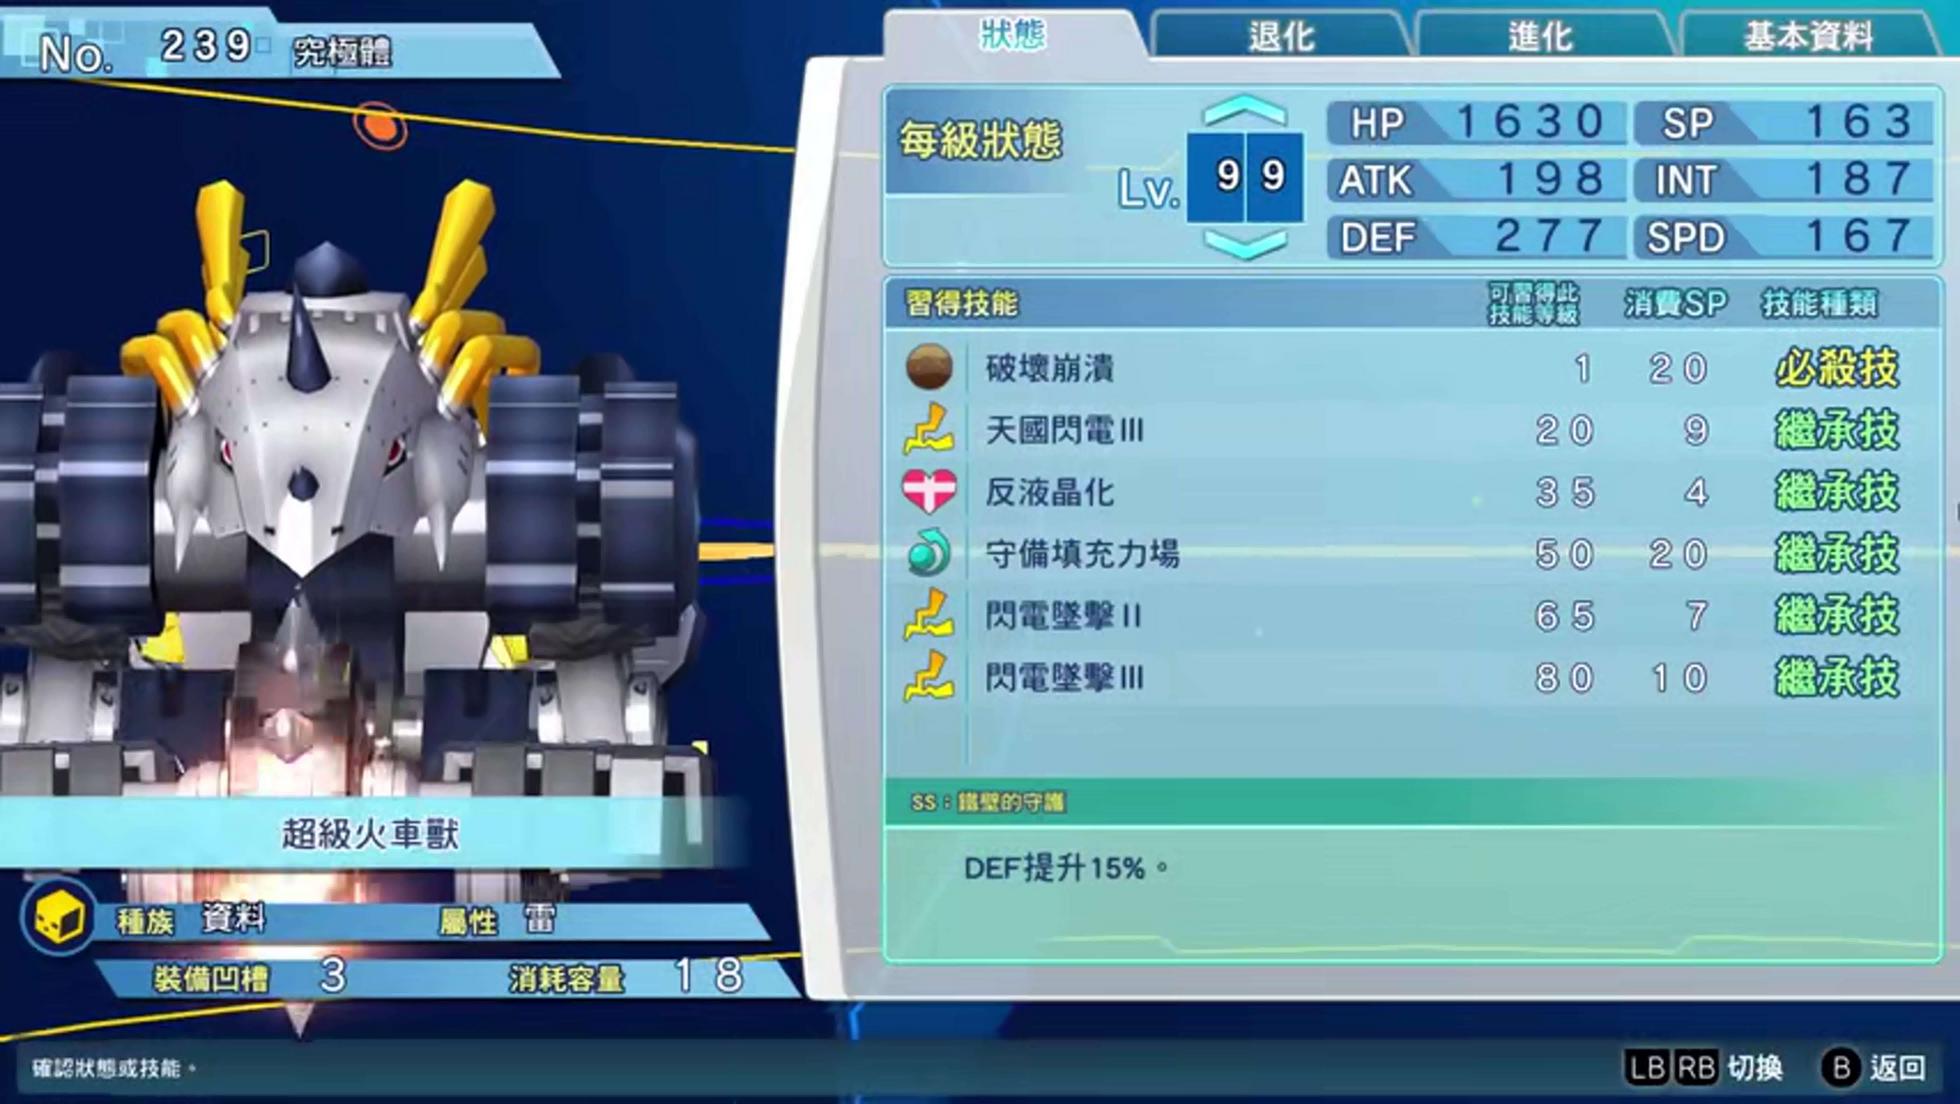 No. 239 究極體
狀態 退化 進化 基本資料
每級狀態
Lv. 99
HP 1630 SP 163
ATK 198 INT 187
DEF 277 SPD 167
習得技能 可習得此技能等級 消費SP 技能種類
破壞崩潰 1 20 必殺技
天國閃電III 20 9 繼承技
反液晶化 35 4 繼承技
守備填充力場 50 20 繼承技
閃電墜擊II 65 7 繼承技
閃電墜擊III 80 10 繼承技
SS：鐵壁的守護
DEF提升15%。
超級火車獸
種族 資料 屬性 雷
裝備凹槽 3 消耗容量 18
確認狀態或技能。
LB RB 切換 B 返回